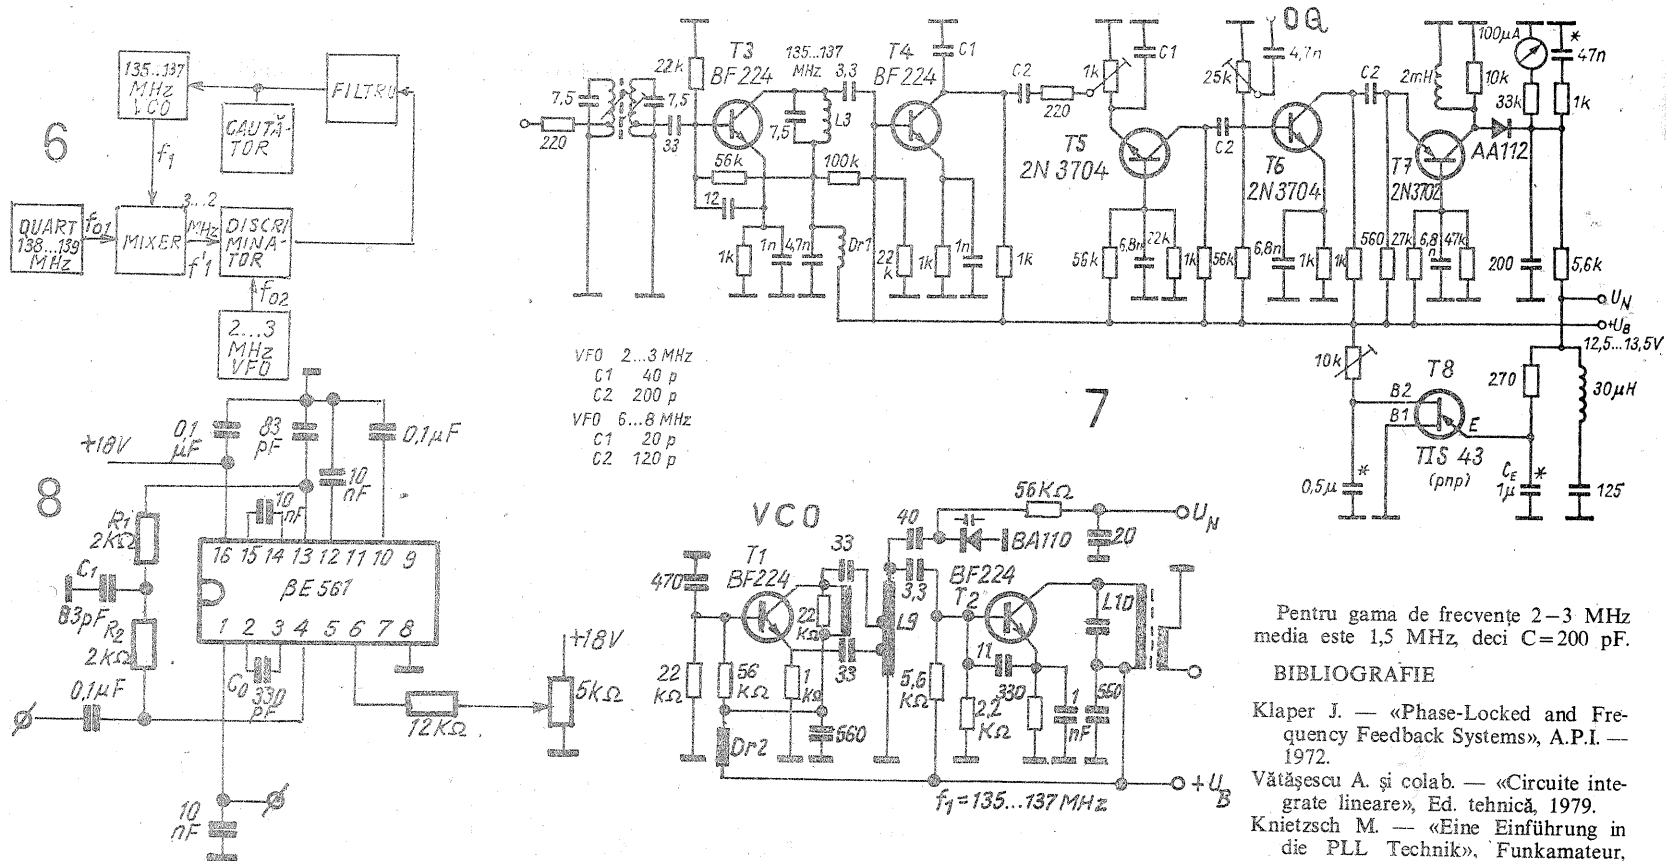 6
135...137
MHz
VCO
FILTRU
CAUTĂ-
TOR
f1
3...2
MHz
f'1
QUART
138...139
MHz
f01
MIXER
DISCRI
MINA-
TOR
f02
2...3
MHz
VFO
8
+18V
0,1
µF
83
pF
0,1µF
10
nF
10
nF
R1
2kΩ
C1
83pF
R2
2kΩ
0,1µF
16 15 14 13 12 11 10 9
βE561
1 2 3 4 5 6 7 8
C0
330
pF
12KΩ
+18V
5kΩ
10
nF
7
T3
BF224
135...137
MHz
3,3
T4
BF224
C1
22k
7,5
7,5
220
33
7,5
L3
56k
100k
12
1k
1n
4,7n
Dr1
22
k
1k
1n
1k
C2
220
1k
C1
T5
2N3704
C2
56k
6,8n
22k
1k
56k
25k
4,7n
OQ
T6
2N3704
6,8n
1k
1k
C2
T7
2N3702
560
27k
6,8
n
47k
2mH
10k
AA112
100µA
33k
*
47n
1k
200
5,6k
UN
+UB
12,5...13,5V
10k
T8
B2
B1
E
TIS 43
(pnp)
270
30µH
0,5µ
*
CE
1µ
*
125
VFO 2...3 MHz
C1 40 p
C2 200 p
VFO 6...8 MHz
C1 20 p
C2 120 p
VCO
T1
BF224
470
22
KΩ
56
KΩ
22
KΩ
1
kΩ
33
33
560
Dr2
L9
40
3,3
56KΩ
BA110
20
UN
BF224
T2
5,6
KΩ
11
330
2,2
KΩ
1
nF
560
L10
+UB
f1=135...137MHz
Pentru gama de frecvențe 2–3 MHz
media este 1,5 MHz, deci C=200 pF.
BIBLIOGRAFIE
Klaper J. — «Phase-Locked and Fre-
quency Feedback Systems», A.P.I. —
1972.
Vătășescu A. și colab. — «Circuite inte-
grate lineare», Ed. tehnică, 1979.
Knietzsch M. — «Eine Einführung in
die PLL Technik», Funkamateur,